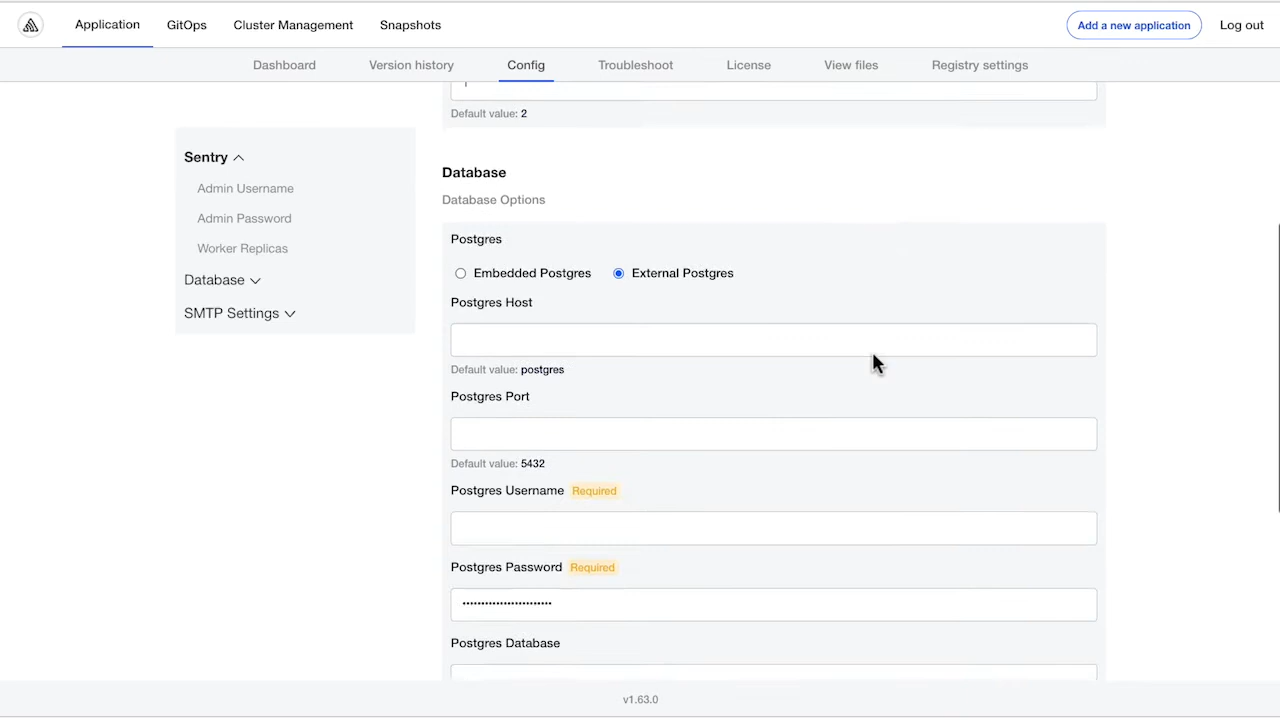 Application GitOps Cluster Management Snapshots Add a new application Log out
Dashboard Version history Config Troubleshoot License View files Registry settings
Default value: 2
Sentry
Admin Username
Admin Password
Worker Replicas
Database
SMTP Settings
Database
Database Options
Postgres
Embedded Postgres External Postgres
Postgres Host
Default value: postgres
Postgres Port
Default value: 5432
Postgres Username Required
Postgres Password Required
••••••••••••••••••••••••
Postgres Database
v1.63.0